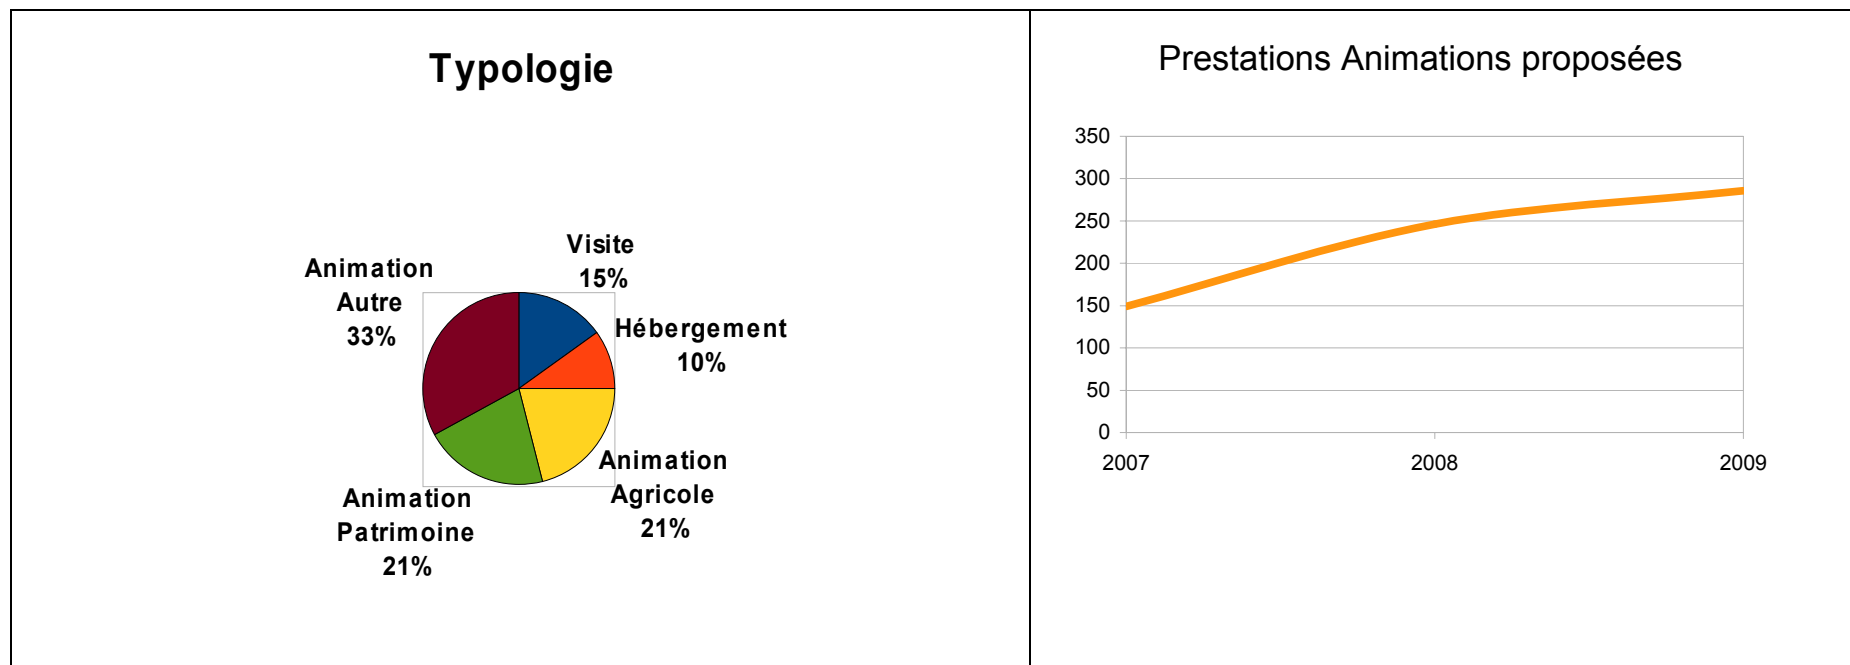 Typologie
Visite
15%
Hébergement
10%
Animation
Agricole
21%
Animation
Patrimoine
21%
Animation
Autre
33%
Prestations Animations proposées
350
300
250
200
150
100
50
0
2007 2008 2009